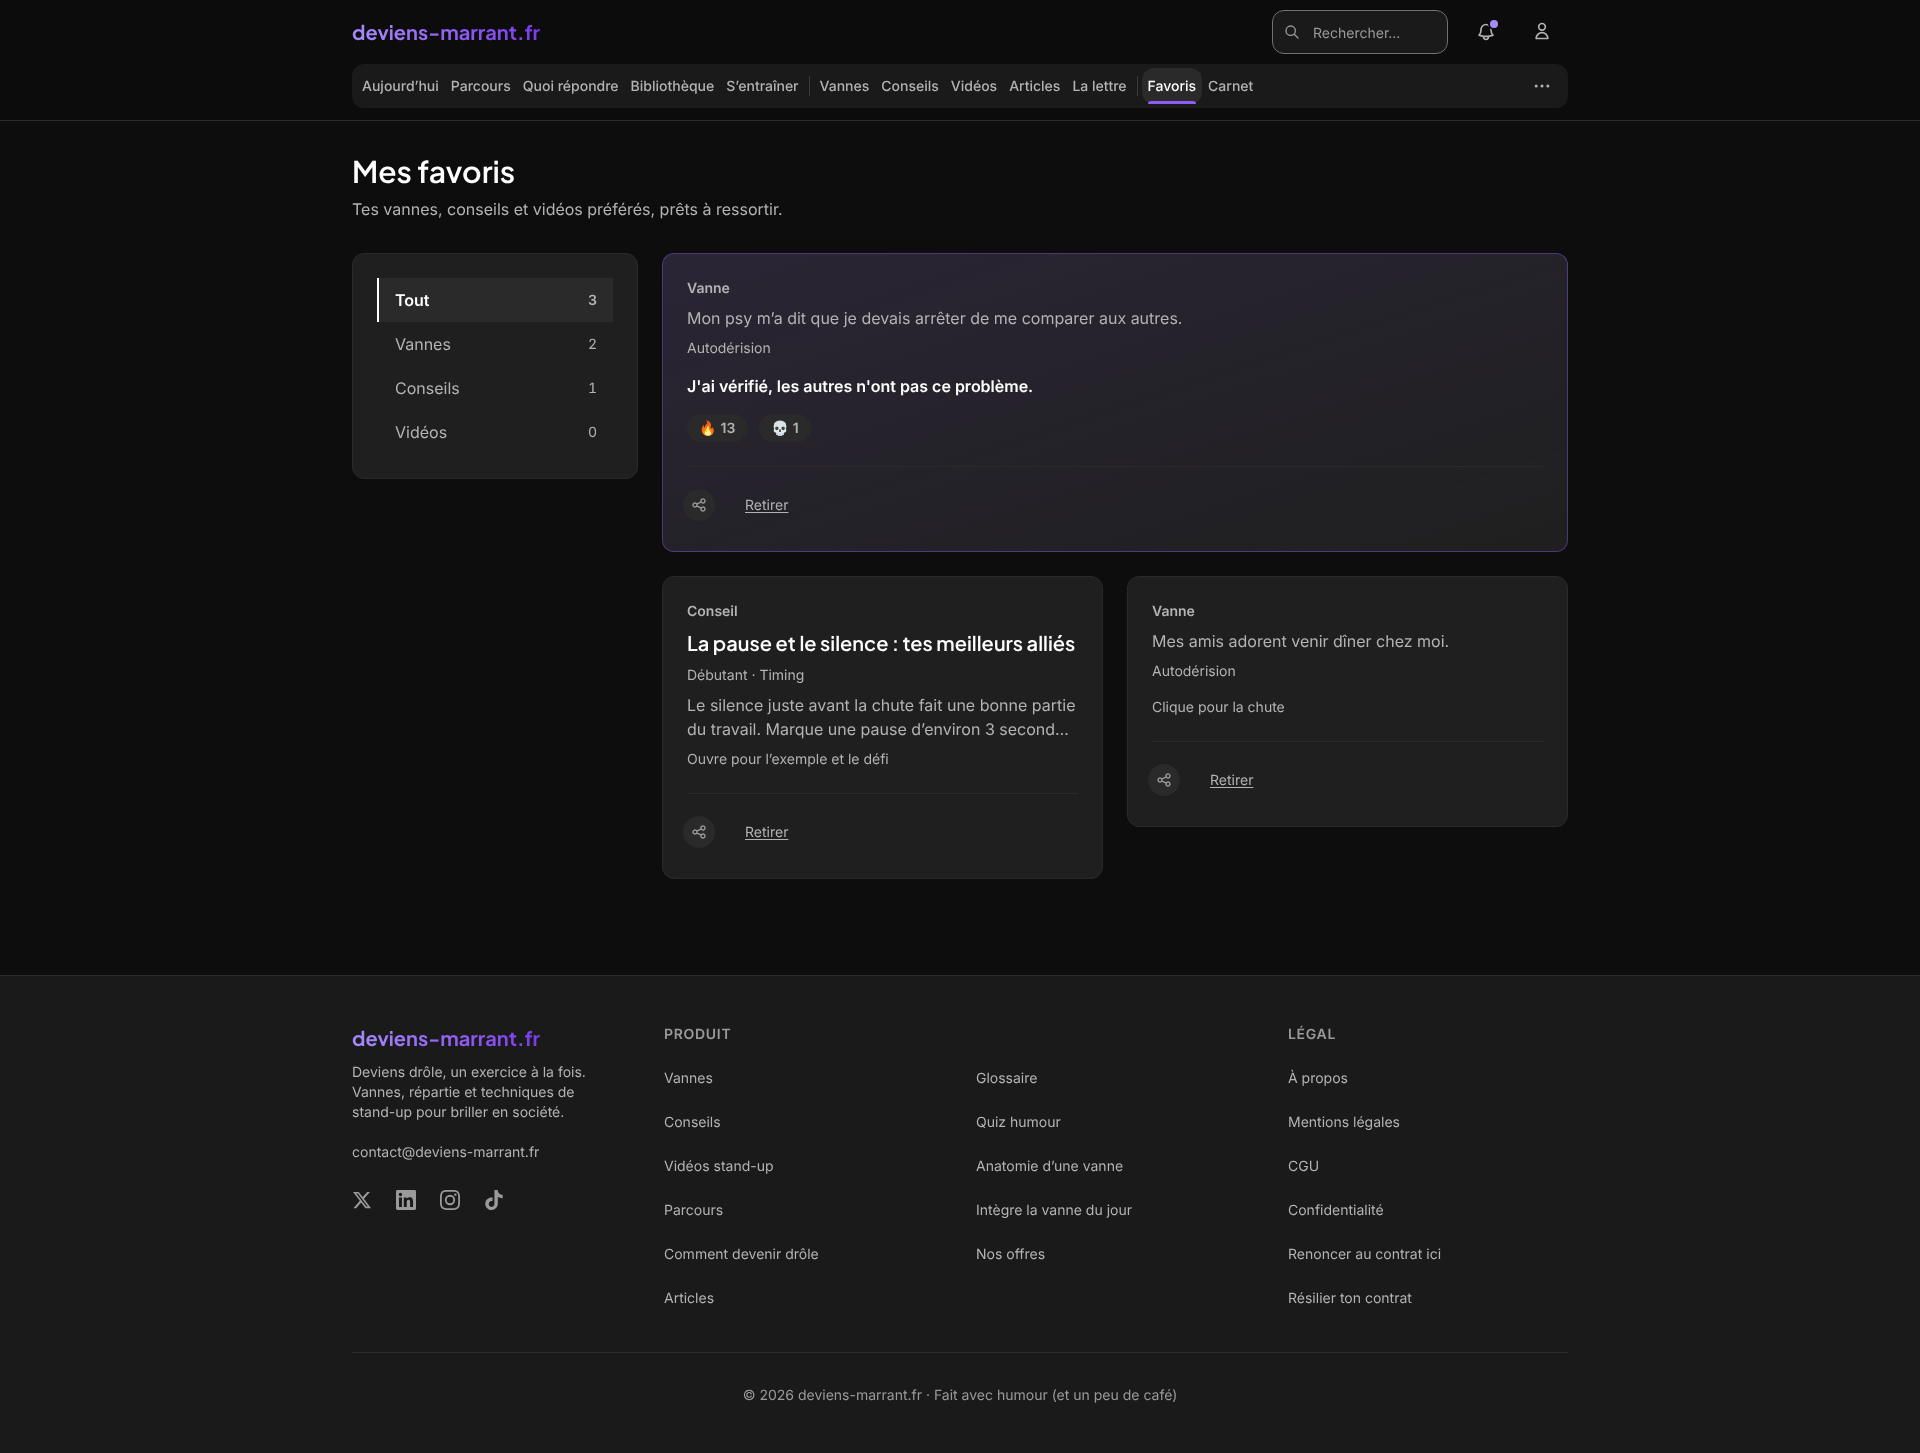 deviens-marrant.fr
Rechercher...
Aujourd’hui Parcours Quoi répondre Bibliothèque S’entraîner Vannes Conseils Vidéos Articles La lettre Favoris Carnet
Mes favoris
Tes vannes, conseils et vidéos préférés, prêts à ressortir.
Tout 3
Vannes 2
Conseils 1
Vidéos 0
Vanne
Mon psy m’a dit que je devais arrêter de me comparer aux autres.
Autodérision
J'ai vérifié, les autres n'ont pas ce problème.
🔥 13 💀 1
Retirer
Conseil
La pause et le silence : tes meilleurs alliés
Débutant · Timing
Le silence juste avant la chute fait une bonne partie
du travail. Marque une pause d’environ 3 second...
Ouvre pour l’exemple et le défi
Retirer
Vanne
Mes amis adorent venir dîner chez moi.
Autodérision
Clique pour la chute
Retirer
deviens-marrant.fr
Deviens drôle, un exercice à la fois.
Vannes, répartie et techniques de
stand-up pour briller en société.
contact@deviens-marrant.fr
PRODUIT
Vannes
Conseils
Vidéos stand-up
Parcours
Comment devenir drôle
Articles
Glossaire
Quiz humour
Anatomie d’une vanne
Intègre la vanne du jour
Nos offres
LÉGAL
À propos
Mentions légales
CGU
Confidentialité
Renoncer au contrat ici
Résilier ton contrat
© 2026 deviens-marrant.fr · Fait avec humour (et un peu de café)